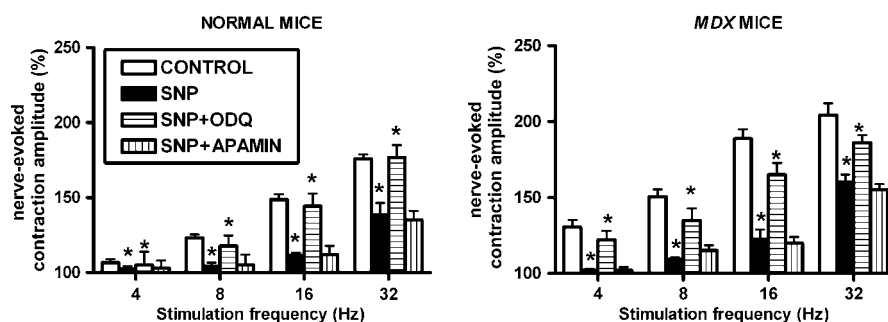 NORMAL MICE
nerve-evoked
contraction amplitude (%)
250
200
150
100
CONTROL
SNP
SNP+ODQ
SNP+APAMIN
* * * * * * * *
4 8 16 32
Stimulation frequency (Hz)
MDX MICE
nerve-evoked
contraction amplitude (%)
250
200
150
100
* * * * * * * *
4 8 16 32
Stimulation frequency (Hz)